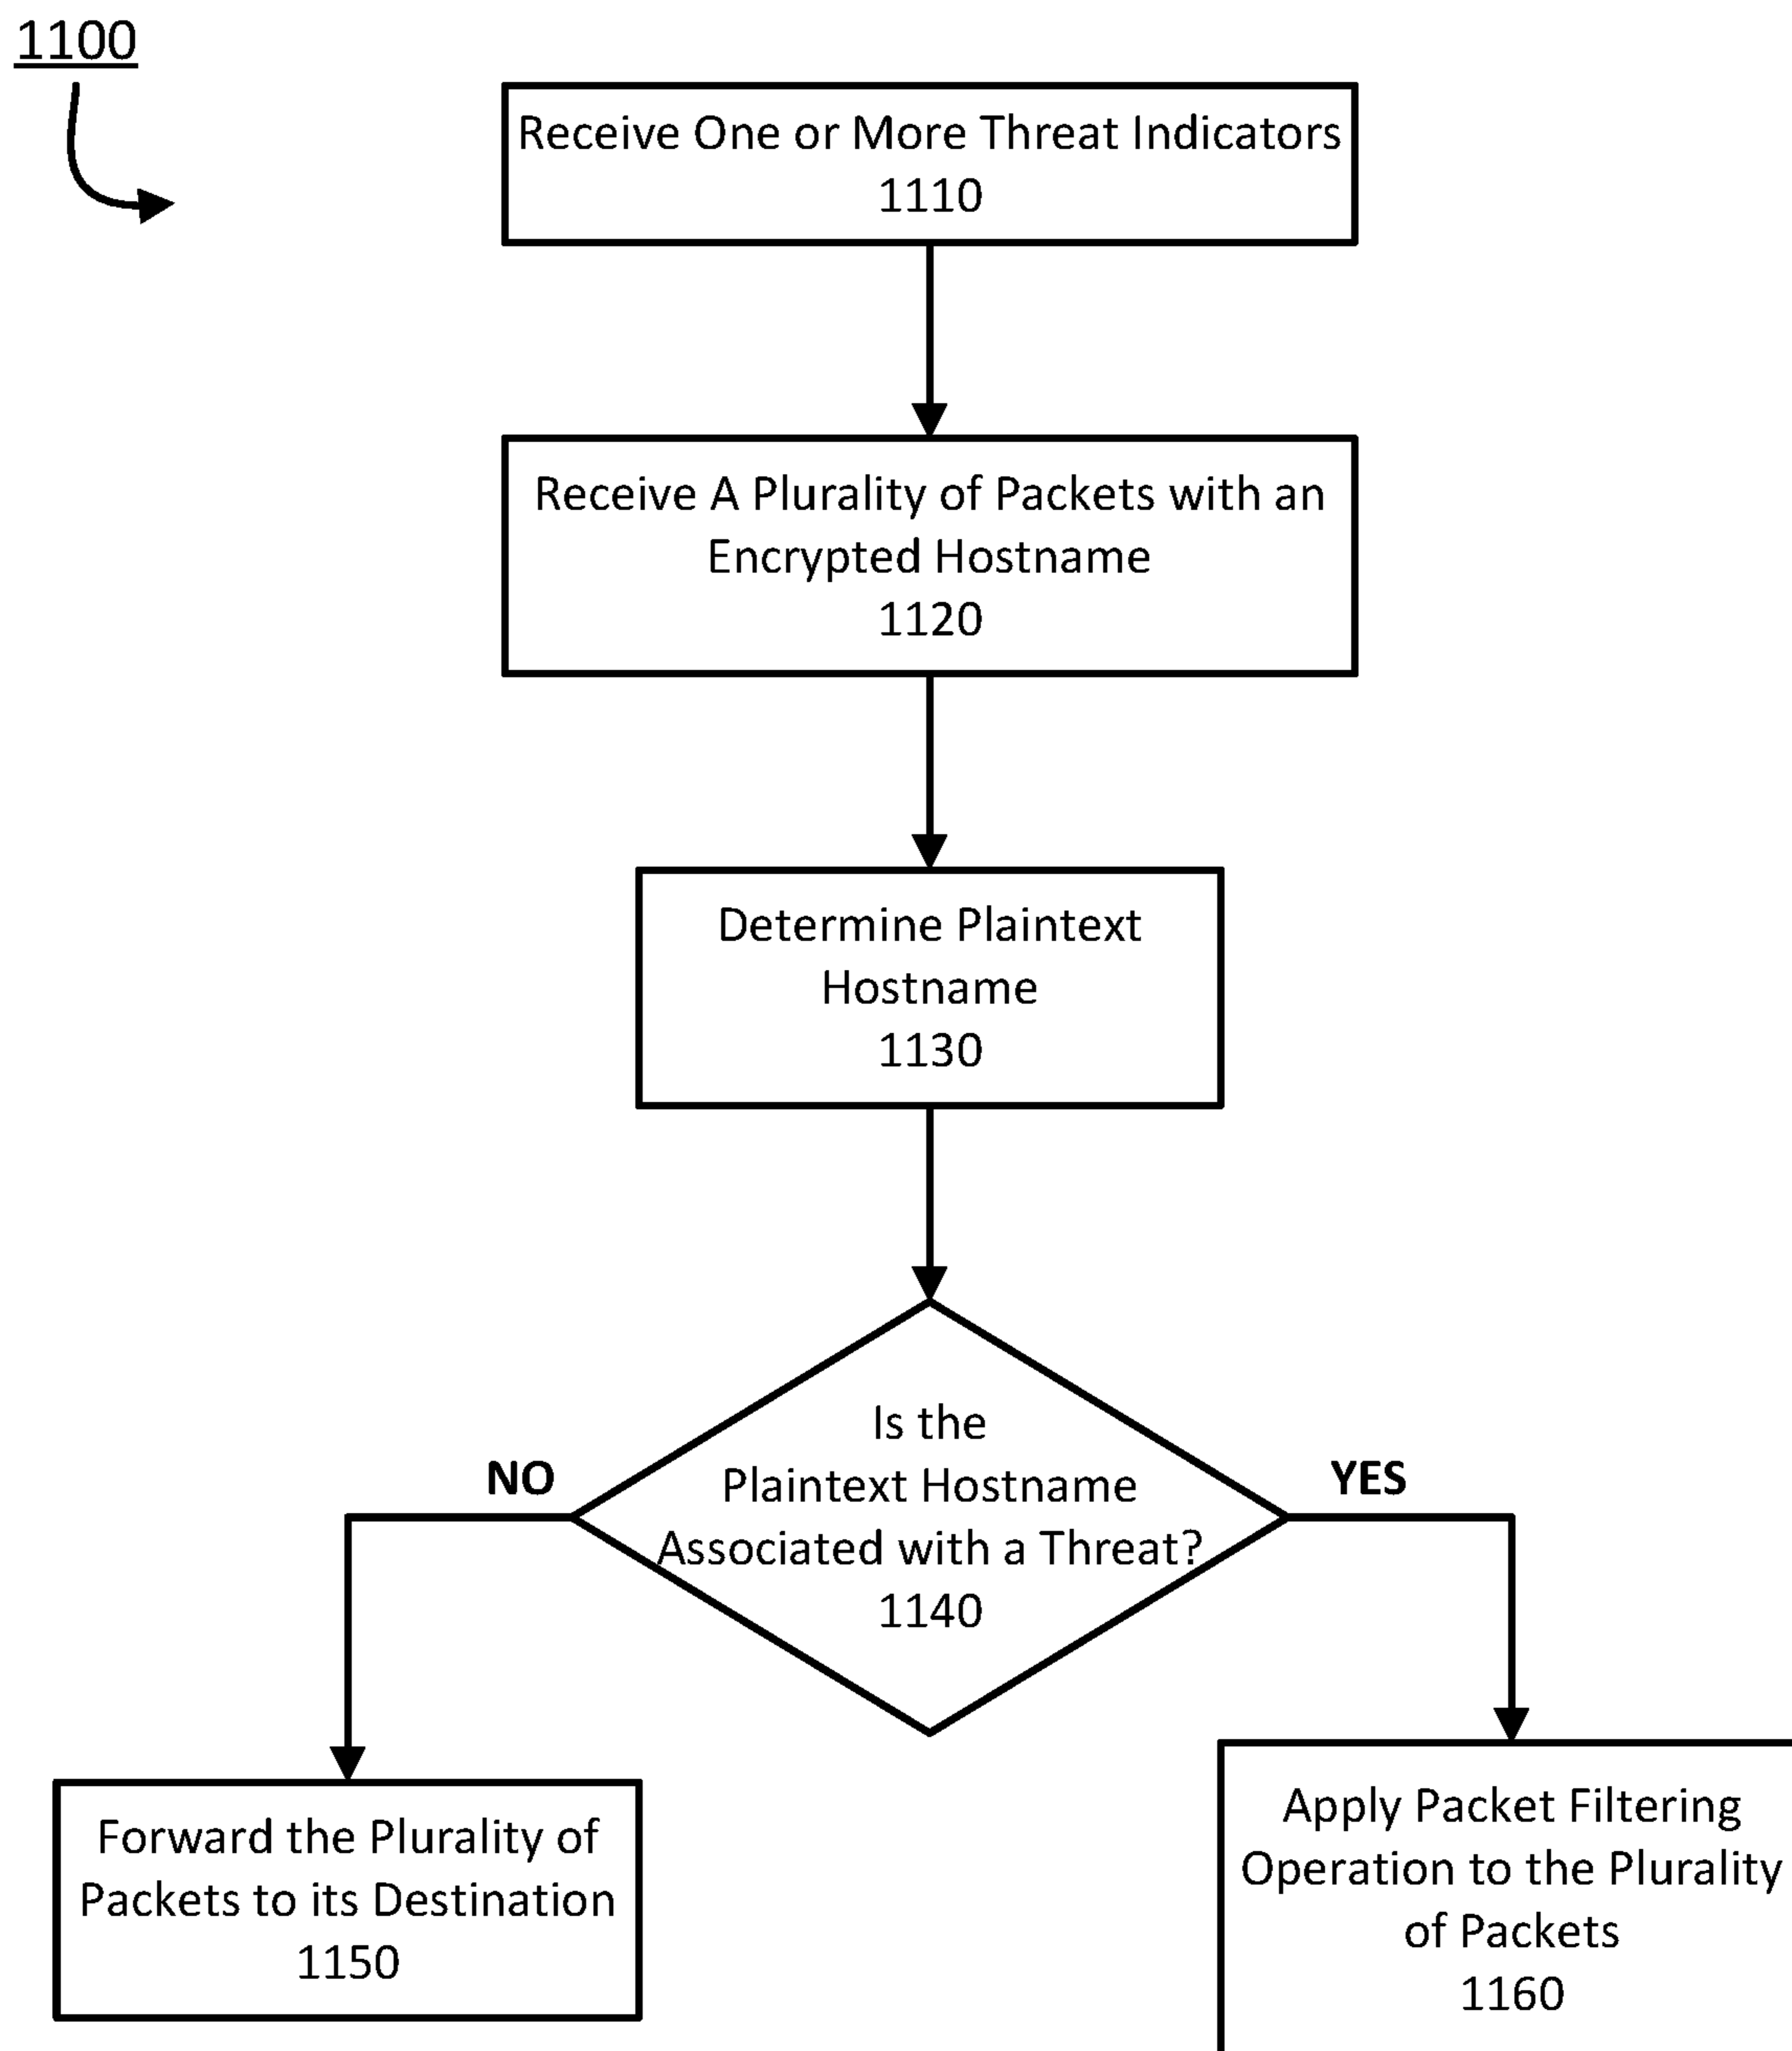 1100
Receive One or More Threat Indicators
1110
Receive A Plurality of Packets with an
Encrypted Hostname
1120
Determine Plaintext
Hostname
1130
Is the
Plaintext Hostname
Associated with a Threat?
1140
NO
YES
Forward the Plurality of
Packets to its Destination
1150
Apply Packet Filtering
Operation to the Plurality
of Packets
1160